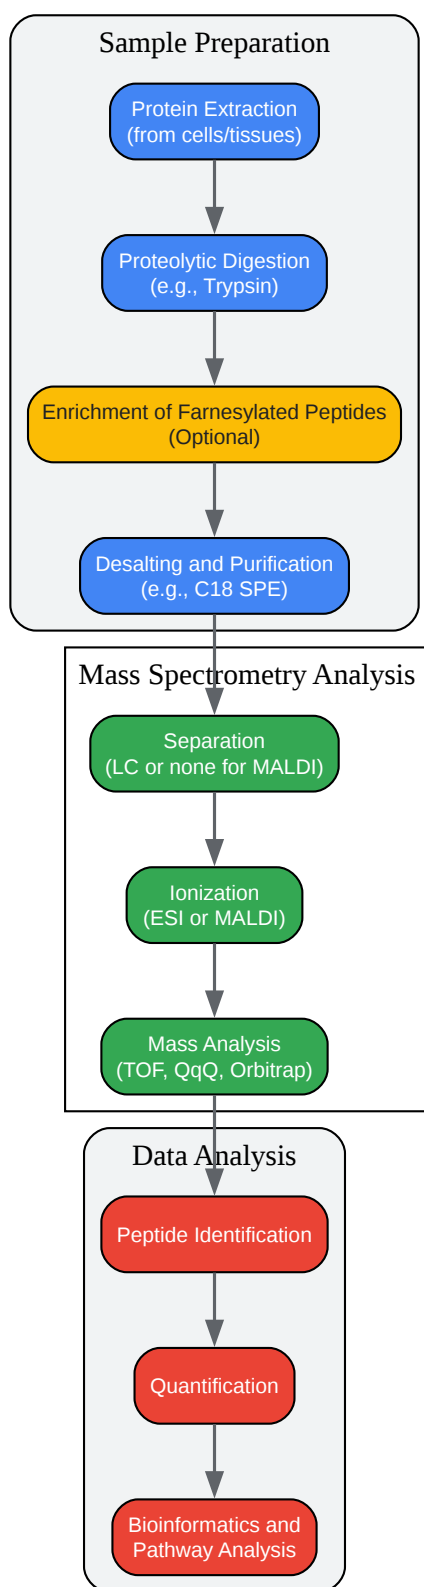 Sample Preparation
Protein Extraction
(from cells/tissues)
Proteolytic Digestion
(e.g., Trypsin)
Enrichment of Farnesylated Peptides
(Optional)
Desalting and Purification
(e.g., C18 SPE)
Mass Spectrometry Analysis
Separation
(LC or none for MALDI)
Ionization
(ESI or MALDI)
Mass Analysis
(TOF, QqQ, Orbitrap)
Data Analysis
Peptide Identification
Quantification
Bioinformatics and
Pathway Analysis